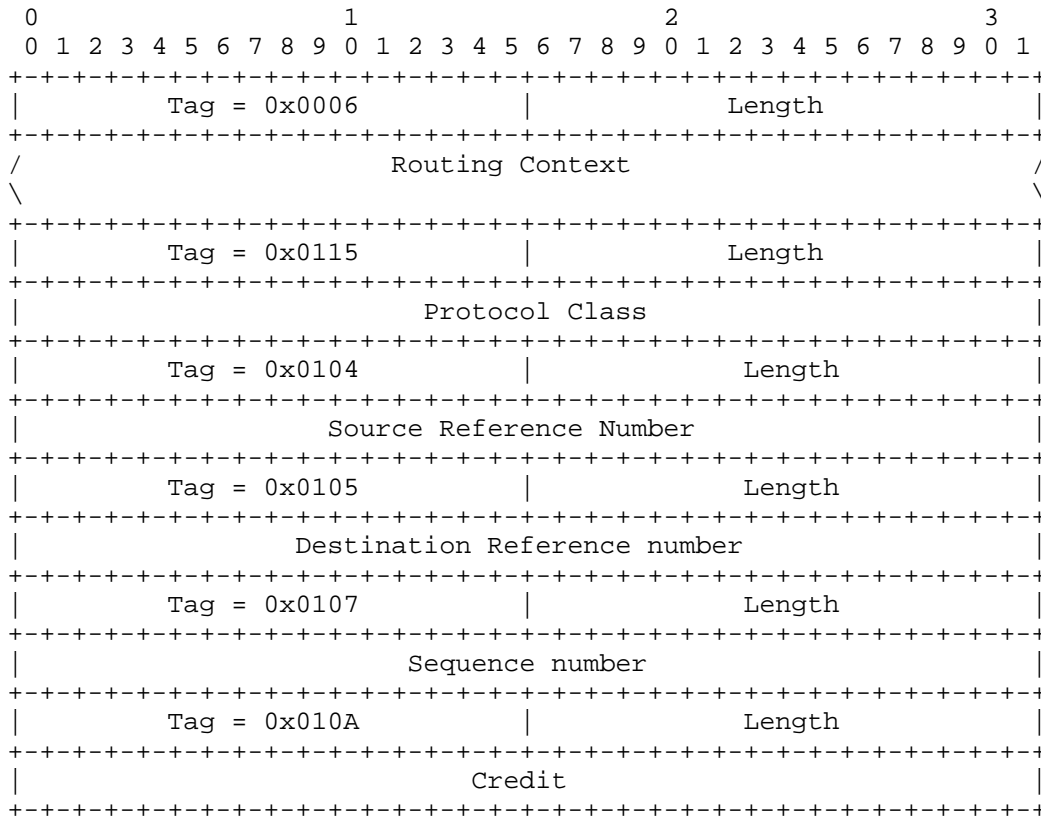 0                   1                   2                   3
 0 1 2 3 4 5 6 7 8 9 0 1 2 3 4 5 6 7 8 9 0 1 2 3 4 5 6 7 8 9 0 1
+-+-+-+-+-+-+-+-+-+-+-+-+-+-+-+-+-+-+-+-+-+-+-+-+-+-+-+-+-+-+-+-+
|         Tag = 0x0006          |            Length             |
+-+-+-+-+-+-+-+-+-+-+-+-+-+-+-+-+-+-+-+-+-+-+-+-+-+-+-+-+-+-+-+-+
/                       Routing Context                         /
\                                                               \
+-+-+-+-+-+-+-+-+-+-+-+-+-+-+-+-+-+-+-+-+-+-+-+-+-+-+-+-+-+-+-+-+
|         Tag = 0x0115          |            Length             |
+-+-+-+-+-+-+-+-+-+-+-+-+-+-+-+-+-+-+-+-+-+-+-+-+-+-+-+-+-+-+-+-+
|                         Protocol Class                        |
+-+-+-+-+-+-+-+-+-+-+-+-+-+-+-+-+-+-+-+-+-+-+-+-+-+-+-+-+-+-+-+-+
|         Tag = 0x0104          |             Length            |
+-+-+-+-+-+-+-+-+-+-+-+-+-+-+-+-+-+-+-+-+-+-+-+-+-+-+-+-+-+-+-+-+
|                   Source Reference Number                     |
+-+-+-+-+-+-+-+-+-+-+-+-+-+-+-+-+-+-+-+-+-+-+-+-+-+-+-+-+-+-+-+-+
|         Tag = 0x0105          |             Length            |
+-+-+-+-+-+-+-+-+-+-+-+-+-+-+-+-+-+-+-+-+-+-+-+-+-+-+-+-+-+-+-+-+
|                 Destination Reference number                  |
+-+-+-+-+-+-+-+-+-+-+-+-+-+-+-+-+-+-+-+-+-+-+-+-+-+-+-+-+-+-+-+-+
|         Tag = 0x0107          |             Length            |
+-+-+-+-+-+-+-+-+-+-+-+-+-+-+-+-+-+-+-+-+-+-+-+-+-+-+-+-+-+-+-+-+
|                        Sequence number                        |
+-+-+-+-+-+-+-+-+-+-+-+-+-+-+-+-+-+-+-+-+-+-+-+-+-+-+-+-+-+-+-+-+
|         Tag = 0x010A          |             Length            |
+-+-+-+-+-+-+-+-+-+-+-+-+-+-+-+-+-+-+-+-+-+-+-+-+-+-+-+-+-+-+-+-+
|                            Credit                             |
+-+-+-+-+-+-+-+-+-+-+-+-+-+-+-+-+-+-+-+-+-+-+-+-+-+-+-+-+-+-+-+-+